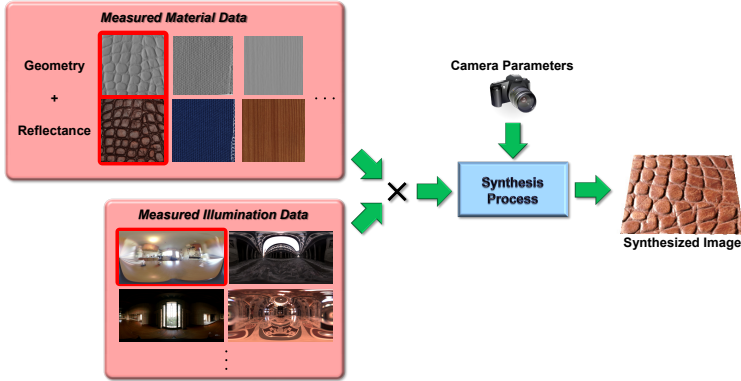 Measured Material Data
Geometry
+
Reflectance
. . .
Camera Parameters
×
Synthesis
Process
Synthesized Image
Measured Illumination Data
.
.
.